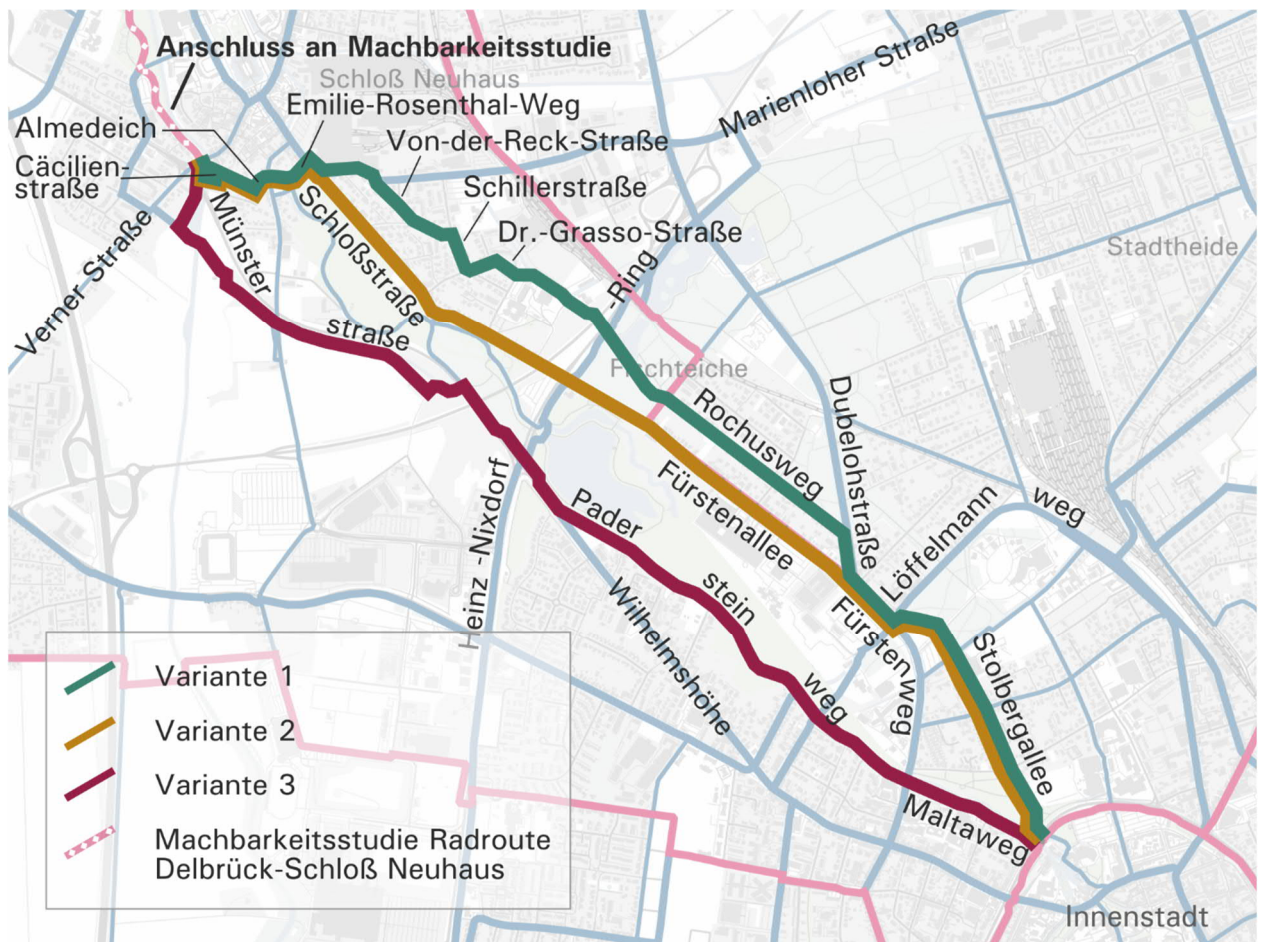 Anschluss an Machbarkeitsstudie
Schloß Neuhaus
Emilie-Rosenthal-Weg
Almedeich
Von-der-Reck-Straße
Cäcilien-
straße
Schillerstraße
Dr.-Grasso-Straße
Marienloher Straße
Stadtheide
Verner Straße
Münster
straße
Schloßstraße
-Ring
Fischteiche
Rochusweg
Dubelohstraße
Fürstenallee
Löffelmann
weg
Heinz -Nixdorf
Pader
stein
weg
Wilhelmshöhe
Fürstenweg
Stolbergallee
Maltaweg
Innenstadt
Variante 1
Variante 2
Variante 3
Machbarkeitsstudie Radroute
Delbrück-Schloß Neuhaus